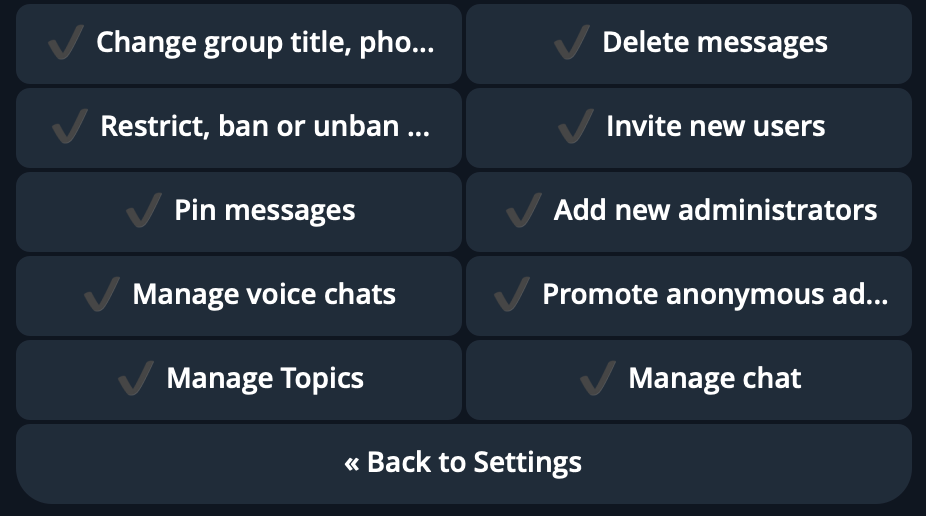 ✔ Change group title, pho...
✔ Delete messages
✔ Restrict, ban or unban ...
✔ Invite new users
✔ Pin messages
✔ Add new administrators
✔ Manage voice chats
✔ Promote anonymous ad...
✔ Manage Topics
✔ Manage chat
« Back to Settings